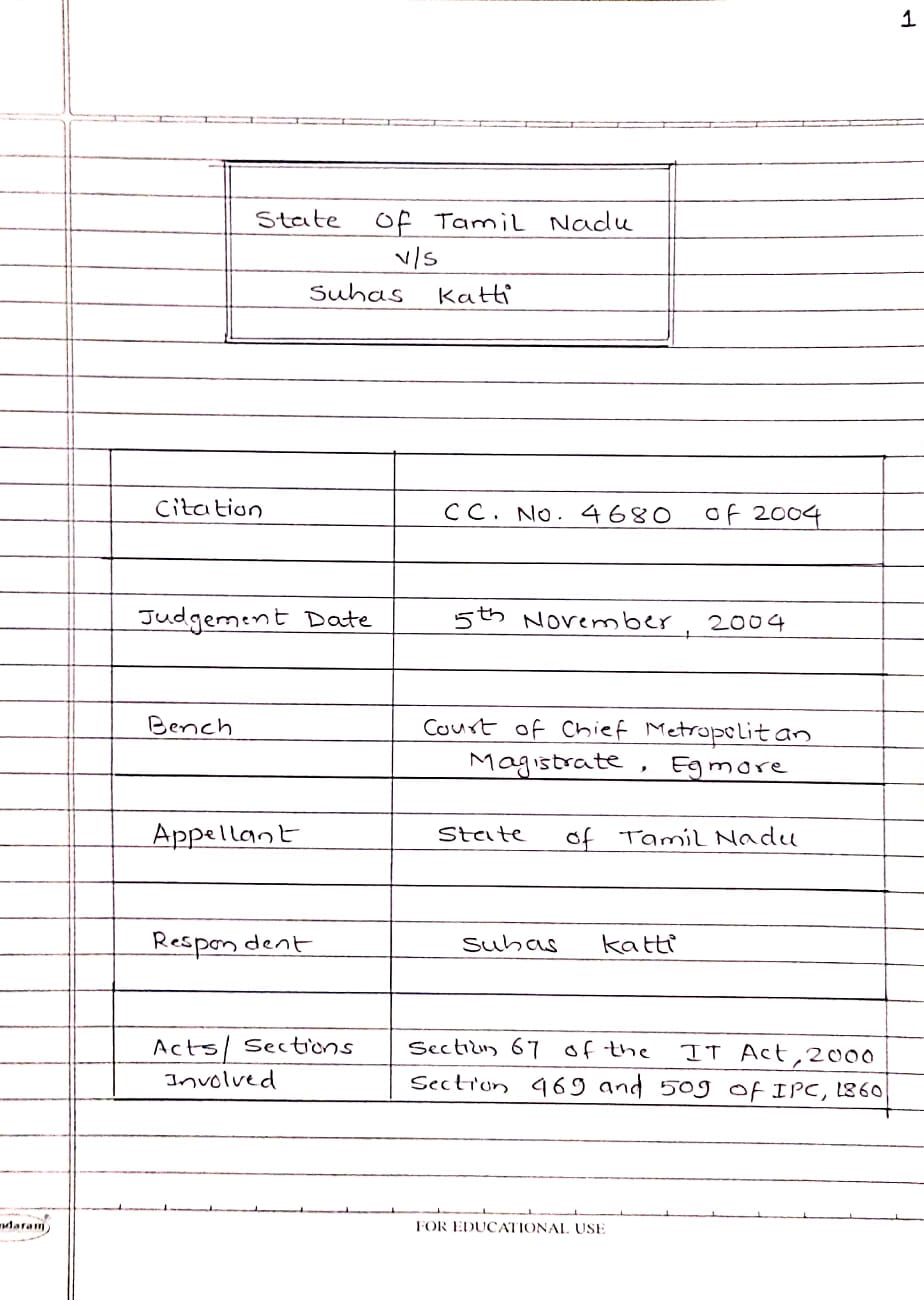 1
State Of Tamil Nadu
v/s
Suhas Katti
Citation
CC. No. 4680 of 2004
Judgement Date
5th November, 2004
Bench
Court of Chief Metropolitan
Magistrate, Egmore
Appellant
State of Tamil Nadu
Respondent
Suhas Katti
Acts/Sections
Involved
Section 67 of the IT Act, 2000
Section 469 and 509 of IPC, 1860
ndaram
FOR EDUCATIONAL USE